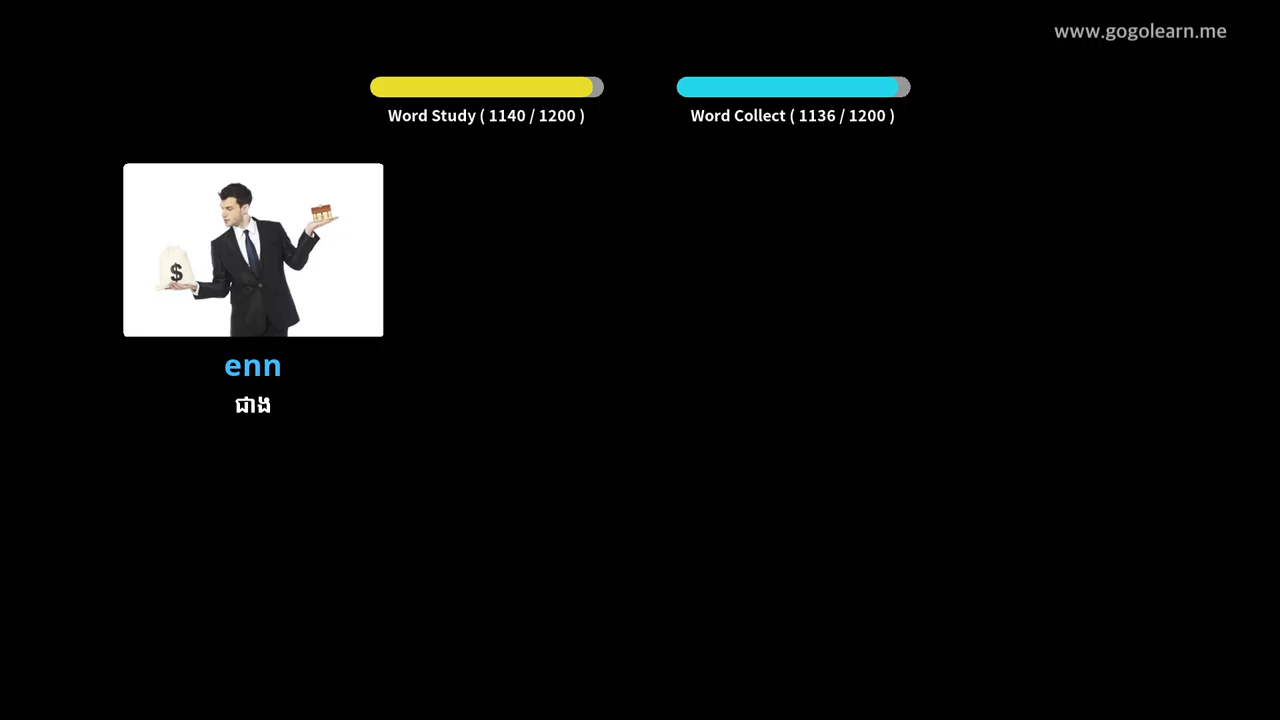 www.gogolearn.me
Word Study ( 1140 / 1200 )
Word Collect ( 1136 / 1200 )
$
enn
ជាង